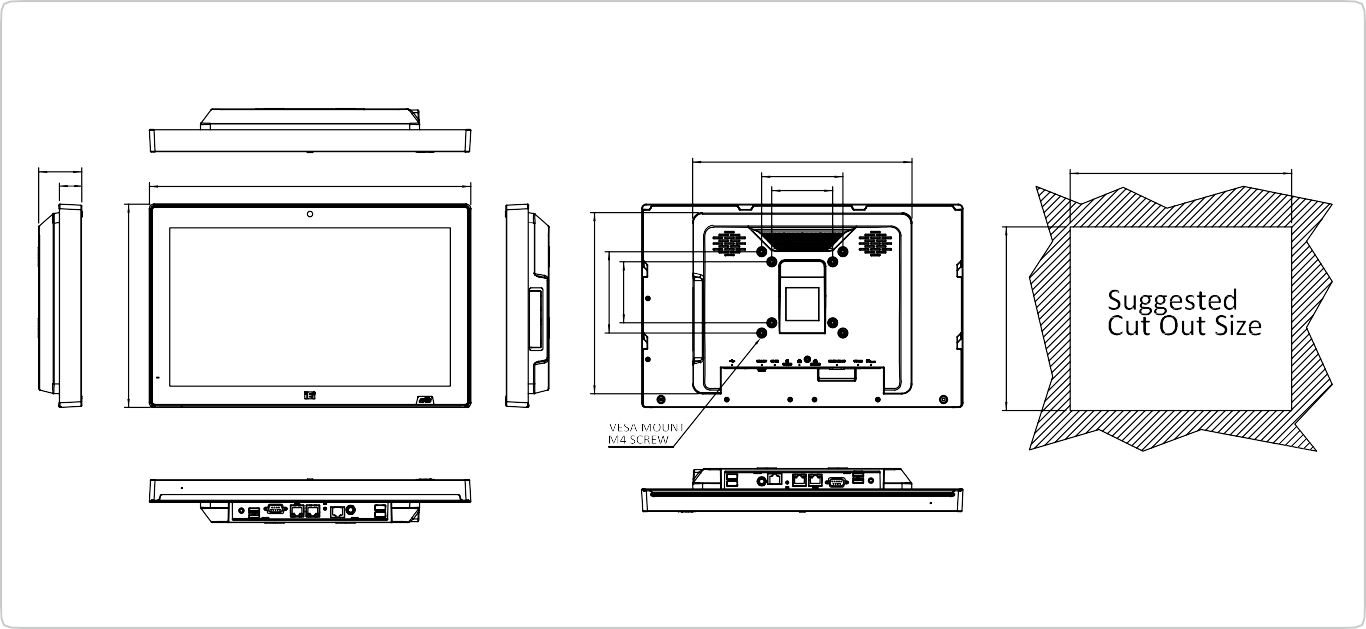 VESA MOUNT
M4 SCREW
Suggested
Cut Out Size